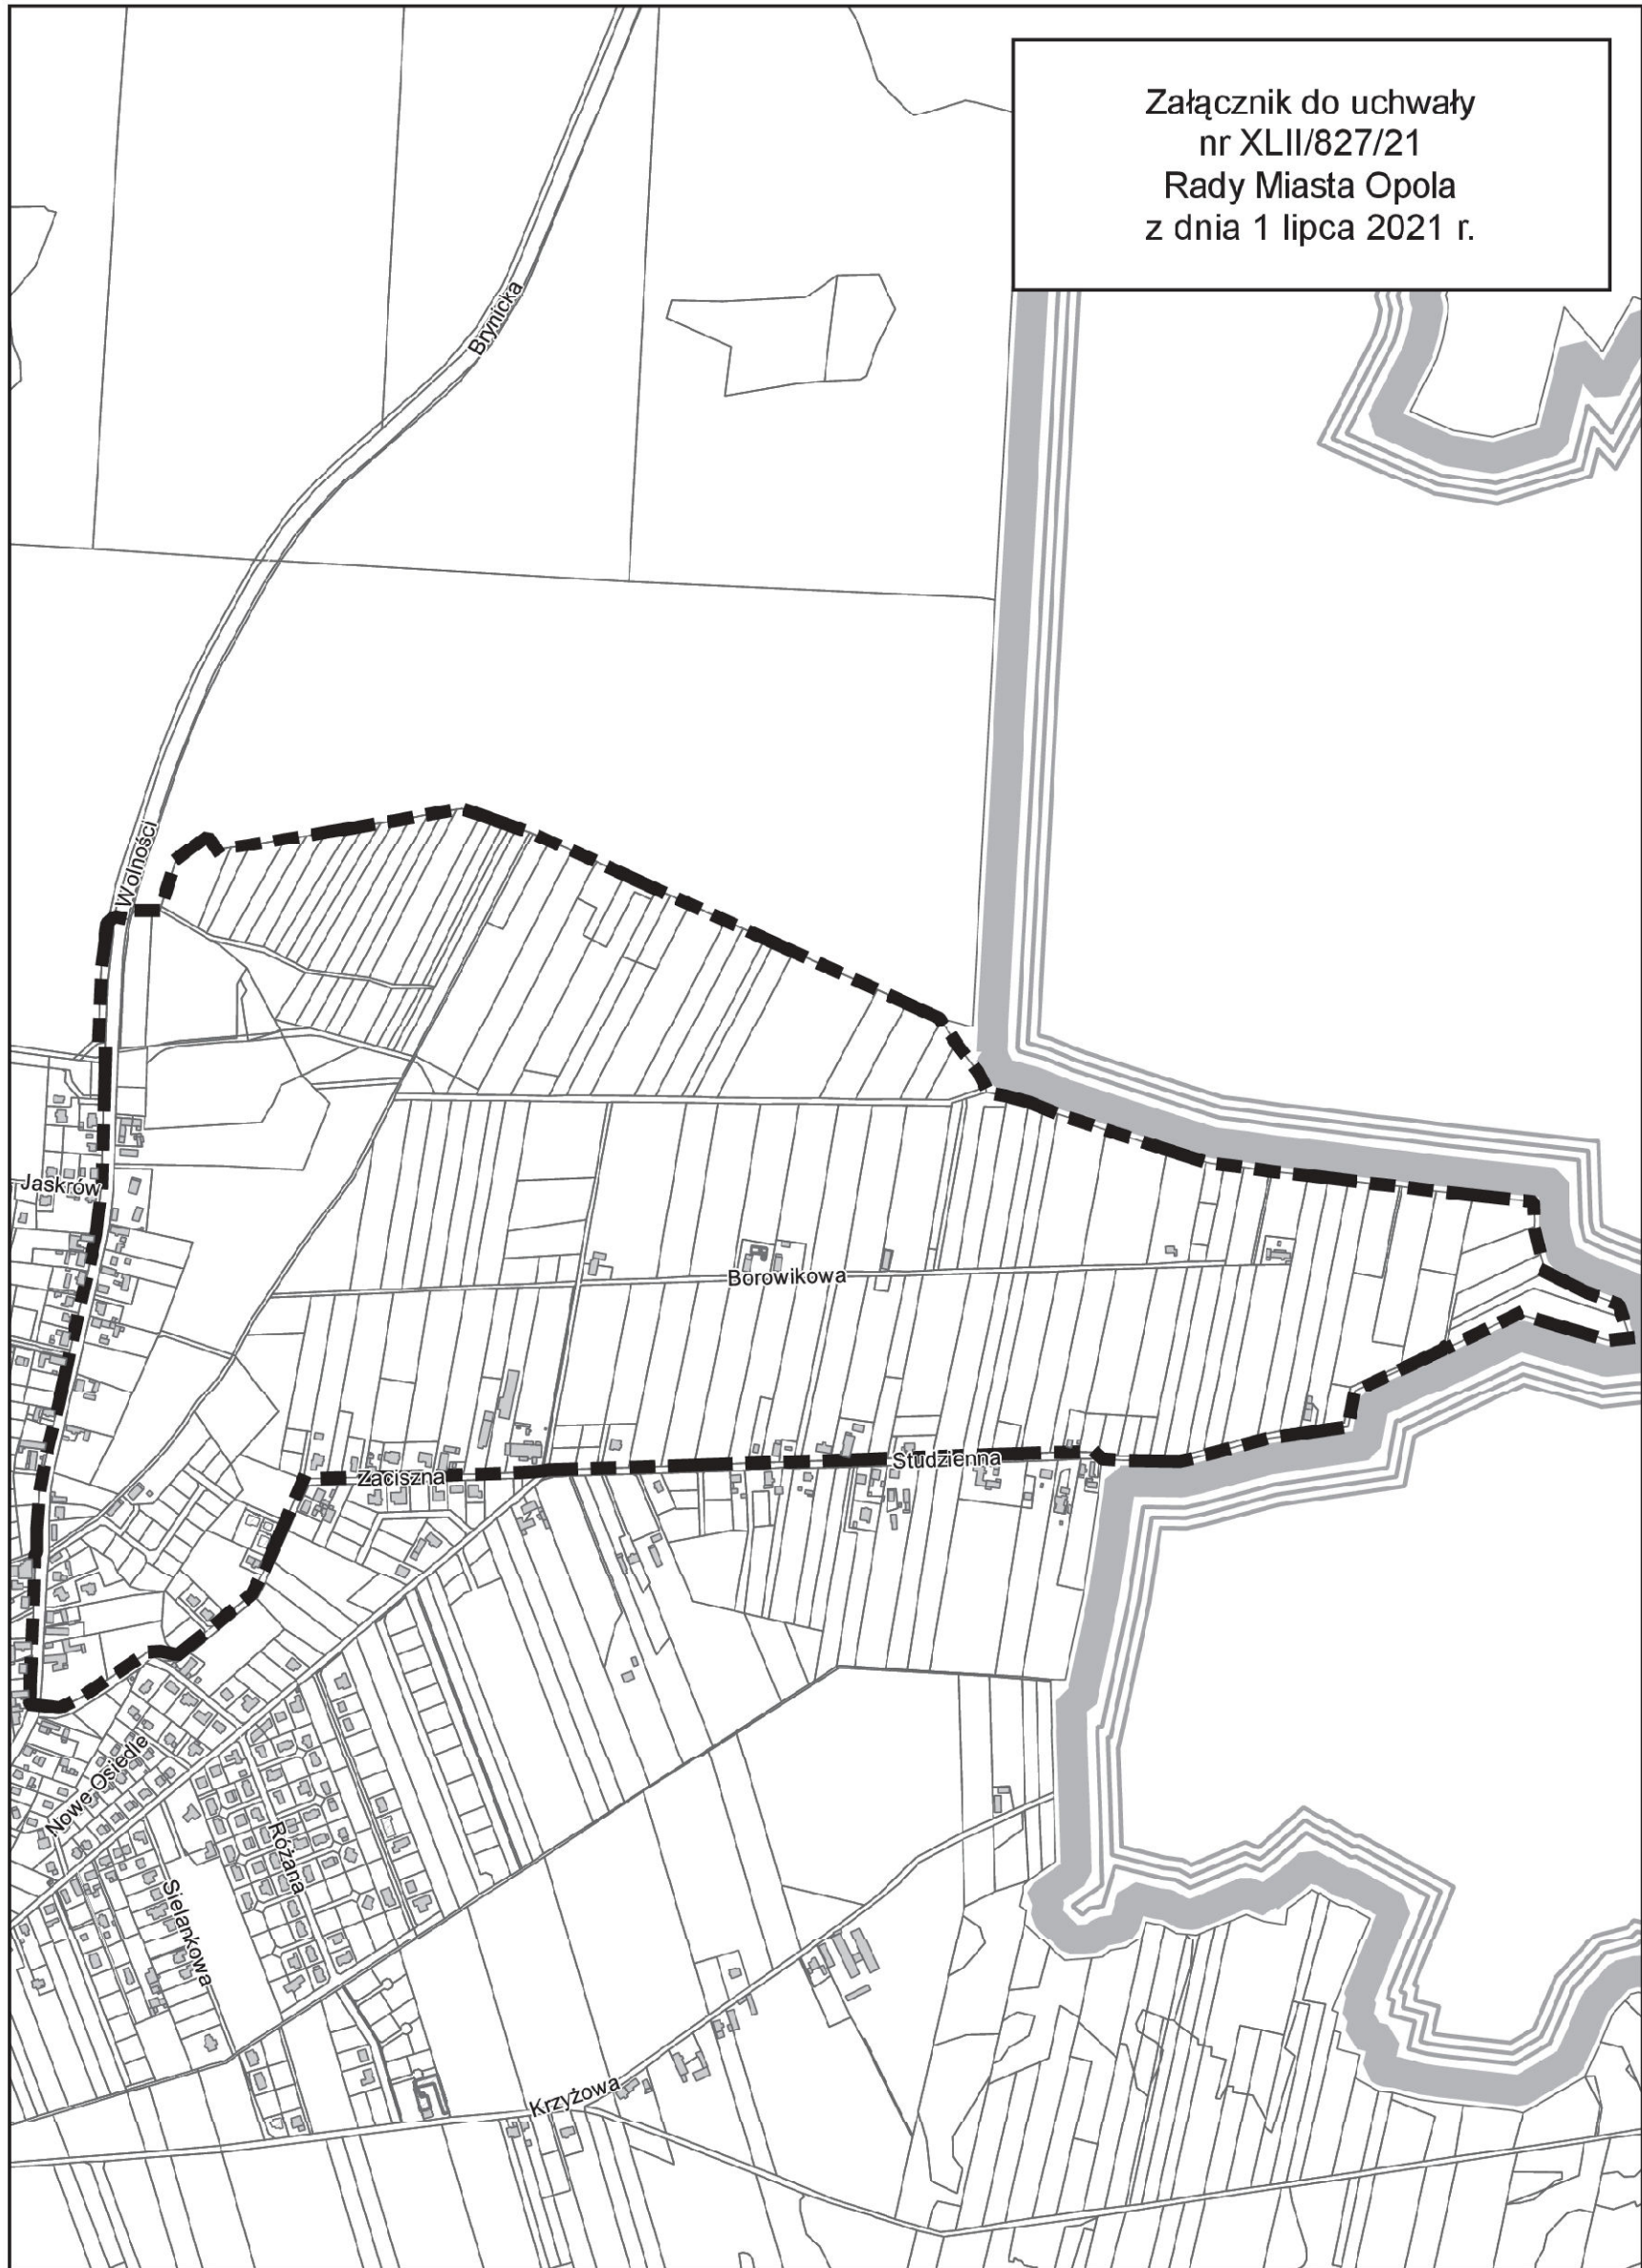 Załącznik do uchwały
nr XLII/827/21
Rady Miasta Opola
z dnia 1 lipca 2021 r.
Brynicka
Wolności
Jaskrów
Borowikowa
Studzienna
Zaciszna
Nowe Osiedle
Różana
Sielankowa
Krzyżowa